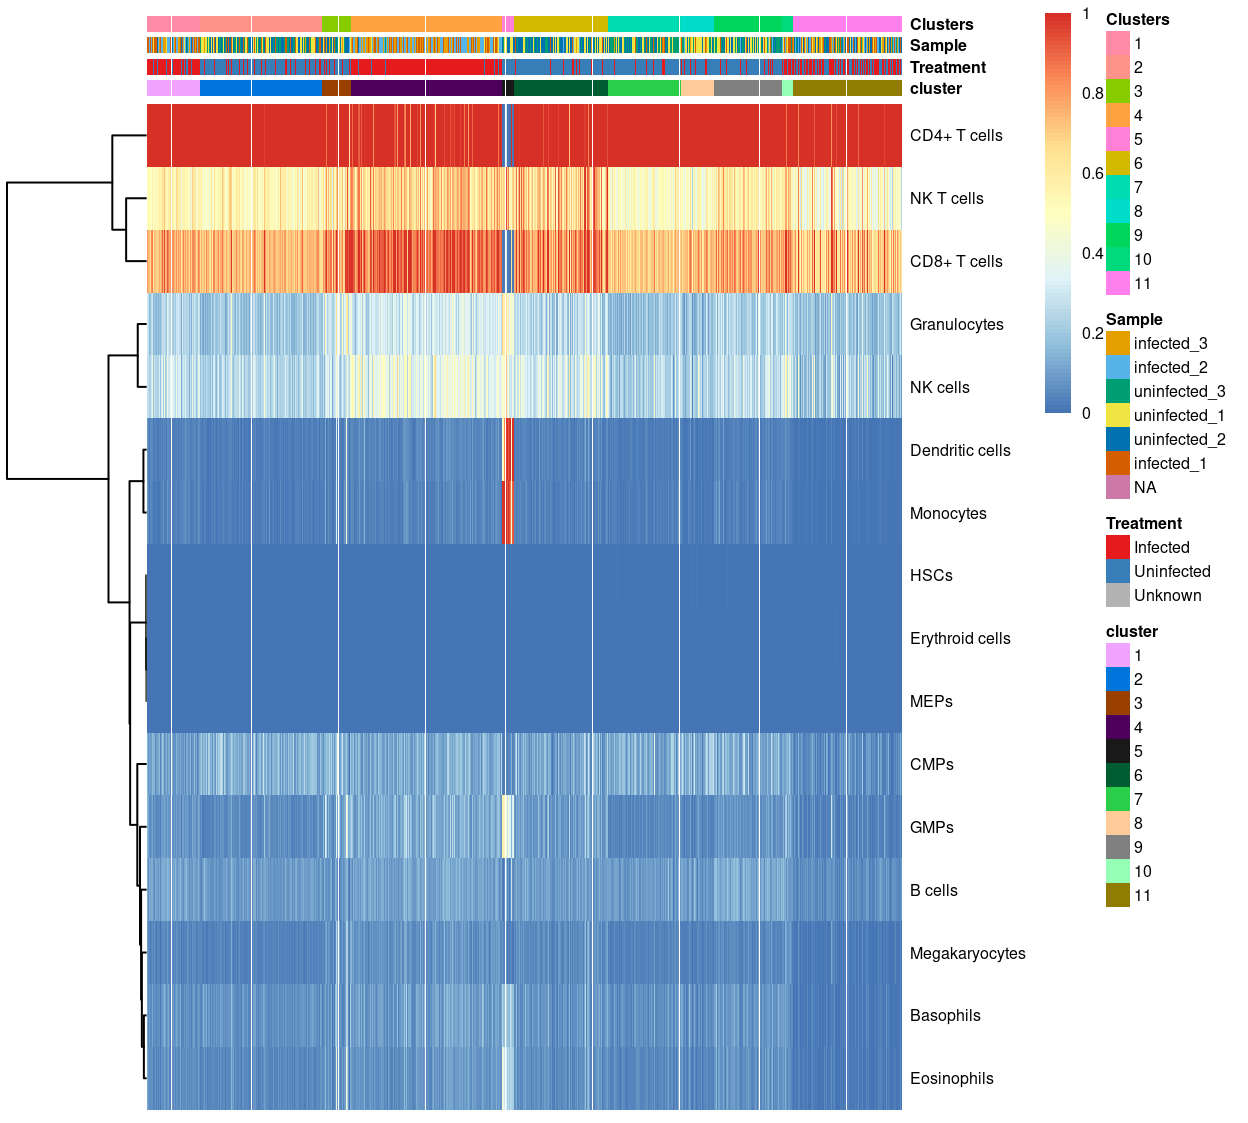 Clusters
Sample
Treatment
cluster
CD4+ T cells
NK T cells
CD8+ T cells
Granulocytes
NK cells
Dendritic cells
Monocytes
HSCs
Erythroid cells
MEPs
CMPs
GMPs
B cells
Megakaryocytes
Basophils
Eosinophils
1
0.8
0.6
0.4
0.2
0
Clusters
1
2
3
4
5
6
7
8
9
10
11
Sample
infected_3
infected_2
uninfected_3
uninfected_1
uninfected_2
infected_1
NA
Treatment
Infected
Uninfected
Unknown
cluster
1
2
3
4
5
6
7
8
9
10
11